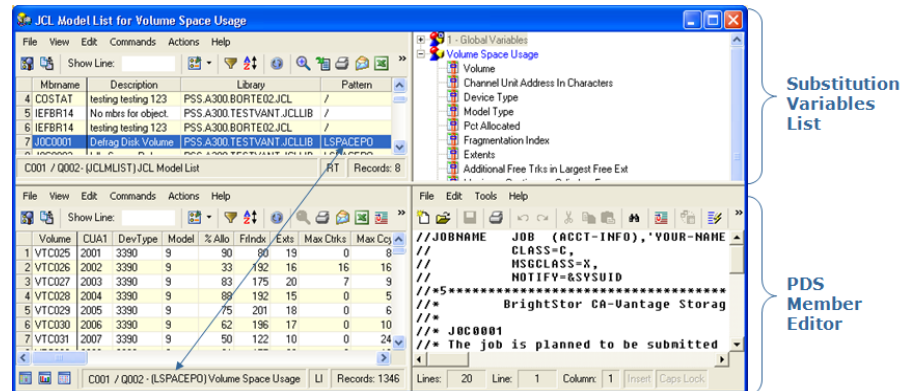 JCL Model List for Volume Space Usage
File View Edit Commands Actions Help
Show Line:
Mbrname Description Library Pattern
4 COSTAT testing testing 123 PSS.A300.BORTE02.JCL /
5 IEFBR14 No mbrs for object. PSS.A300.TESTVANT.JCLLIB /
6 IEFBR14 testing testing 123 PSS.A300.TESTVANT.JCLLIB /
7 J0C0001 Defrag Disk Volume PSS.A300.TESTVANT.JCLLIB LSPACEPO
C001 / Q002- (JCLMLIST) JCL Model List RT Records: 8
1 - Global Variables
Volume Space Usage
Volume
Channel Unit Address In Characters
Device Type
Model Type
Pct Allocated
Fragmentation Index
Extents
Additional Free Trks in Largest Free Ext
Substitution
Variables
List
File View Edit Commands Actions Help
Show Line:
Volume CUA1 DevType Model % Allo FrIndx Exts Max Ctrks Max Ccy
1 VTC025 2001 3390 9 90 80 19 0 8
2 VTC026 2002 3390 9 33 192 16 16 16
3 VTC027 2003 3390 9 83 175 20 7 9
4 VTC028 2004 3390 9 88 192 15 0 5
5 VTC029 2005 3390 9 75 201 18 0 6
6 VTC030 2006 3390 9 62 196 17 0 10
7 VTC031 2007 3390 9 50 122 10 0 24
C001 / Q002 - (LSPACEPO) Volume Space Usage LI Records: 1346
File Edit Tools Help
//JOBNAME JOB (ACCT-INFO),'YOUR-NAME
// CLASS=C,
// MSGCLASS=X,
// NOTIFY=&SYSUID
//*5***********************************
//* BrightStor CA-Vantage Storag
//*
//* J0C0001
//* The job is planned to be submitted
Lines: 20 Line: 1 Column: 1 Insert Caps Lock
PDS
Member
Editor